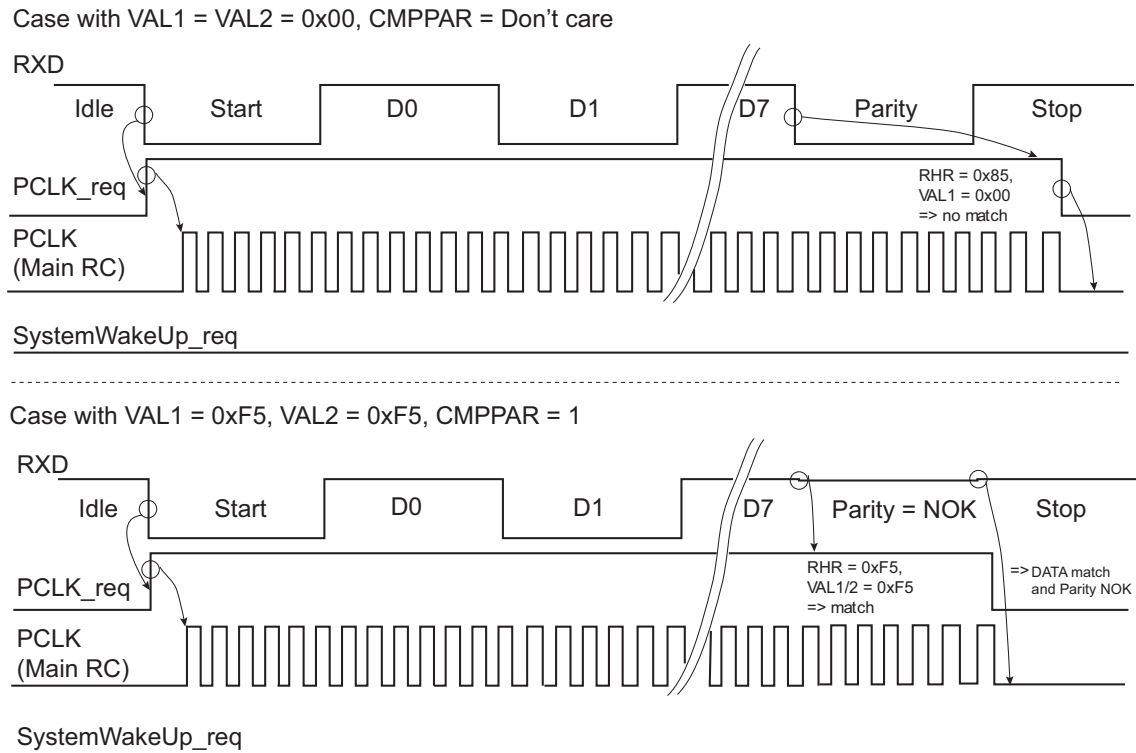 Case with VAL1 = VAL2 = 0x00, CMPPAR = Don’t care
RXD
Idle Start D0 D1 D7 Parity Stop
PCLK_req
RHR = 0x85,
VAL1 = 0x00
=> no match
PCLK
(Main RC)
SystemWakeUp_req
Case with VAL1 = 0xF5, VAL2 = 0xF5, CMPPAR = 1
RXD
Idle Start D0 D1 D7 Parity = NOK Stop
PCLK_req
RHR = 0xF5,
VAL1/2 = 0xF5
=> match
=> DATA match
and Parity NOK
PCLK
(Main RC)
SystemWakeUp_req